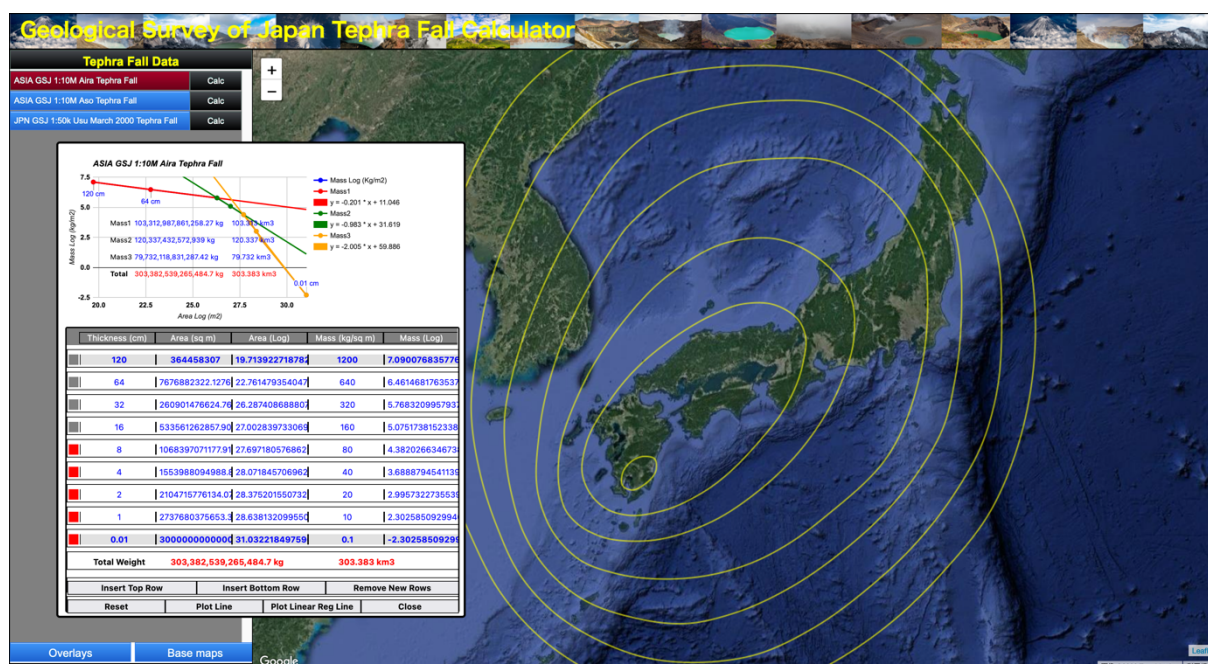 Geological Survey of Japan Tephra Fall Calculator
Tephra Fall Data
ASIA GSJ 1:10M Aira Tephra Fall Calc
ASIA GSJ 1:10M Aso Tephra Fall Calc
JPN GSJ 1:50k Usu March 2000 Tephra Fall Calc
+
−
ASIA GSJ 1:10M Aira Tephra Fall
7.5
5.0
2.5
0.0
-2.5
Mass Log (kg/m2)
120 cm
64 cm
0.01 cm
Mass1 103,312,987,861,258.27 kg 103.313 km3
Mass2 120,337,432,572,939 kg 120.337 km3
Mass3 79,732,118,831,287.42 kg 79.732 km3
Total 303,382,539,265,484.7 kg 303.383 km3
20.0 22.5 25.0 27.5 30.0
Area Log (m2)
Mass Log (Kg/m2)
Mass1
y = -0.201 * x + 11.046
Mass2
y = -0.983 * x + 31.619
Mass3
y = -2.005 * x + 59.886
Thickness (cm) Area (sq m) Area (Log) Mass (kg/sq m) Mass (Log)
120 364458307 19.713922718782 1200 7.090076835776
64 7676882322.1276 22.761479354047 640 6.4614681763537
32 260901476624.76 26.287408688807 320 5.7683209957937
16 533561262857.90 27.002839733069 160 5.0751738152338
8 1068397071177.91 27.697180576862 80 4.382026634673
4 1553988094988.8 28.071845706962 40 3.6888794541139
2 2104715776134.07 28.375201550732 20 2.9957322735539
1 2737680375653.3 28.638132099550 10 2.302585092994
0.01 3000000000000 31.03221849759 0.1 -2.30258509299
Total Weight 303,382,539,265,484.7 kg 303.383 km3
Insert Top Row Insert Bottom Row Remove New Rows
Reset Plot Line Plot Linear Reg Line Close
Overlays Base maps
Google
Leafl